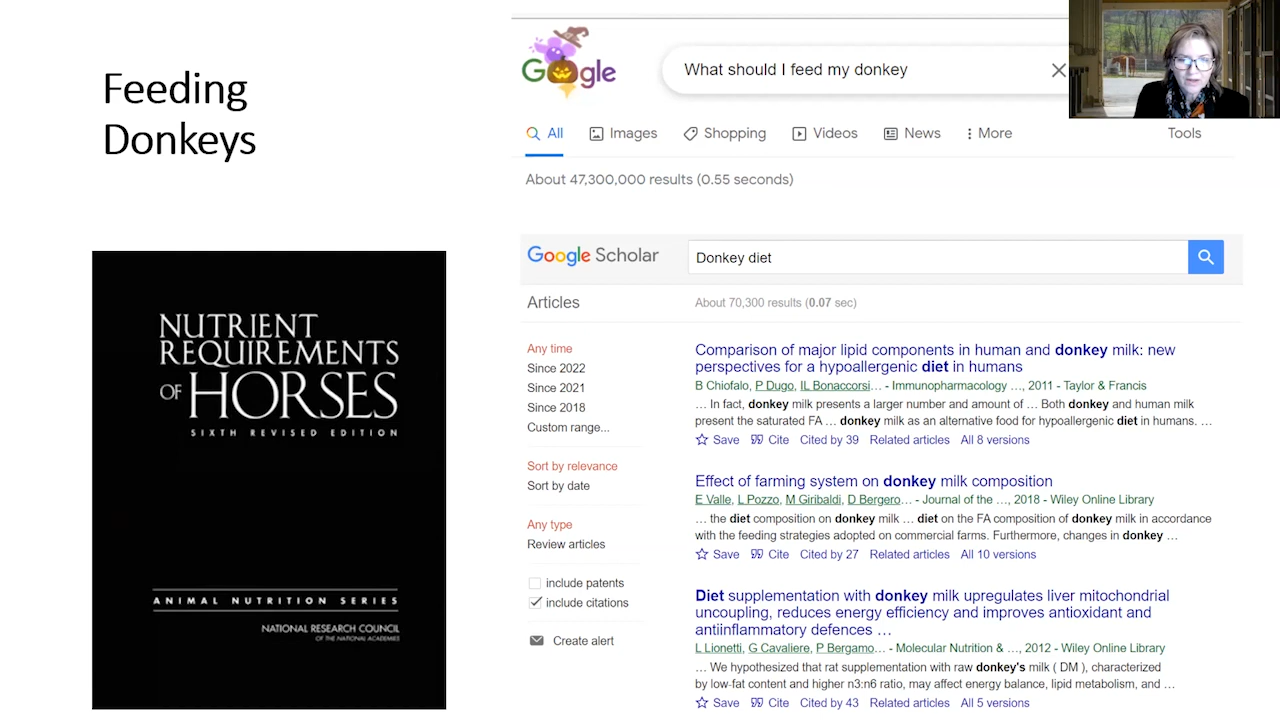 Feeding
Donkeys
NUTRIENT
REQUIREMENTS
OF HORSES
SIXTH REVISED EDITION
ANIMAL NUTRITION SERIES
NATIONAL RESEARCH COUNCIL
OF THE NATIONAL ACADEMIES
Google
What should I feed my donkey
All Images Shopping Videos News More Tools
About 47,300,000 results (0.55 seconds)
Google Scholar
Donkey diet
Articles
About 70,300 results (0.07 sec)
Any time
Since 2022
Since 2021
Since 2018
Custom range...
Sort by relevance
Sort by date
Any type
Review articles
include patents
include citations
Create alert
Comparison of major lipid components in human and donkey milk: new
perspectives for a hypoallergenic diet in humans
B Chiofalo, P Dugo, IL Bonaccorsi… - Immunopharmacology …, 2011 - Taylor & Francis
… In fact, donkey milk presents a larger number and amount of … Both donkey and human milk
present the saturated FA … donkey milk as an alternative food for hypoallergenic diet in humans. …
Save Cite Cited by 39 Related articles All 8 versions
Effect of farming system on donkey milk composition
E Valle, L Pozzo, M Giribaldi, D Bergero… - Journal of the …, 2018 - Wiley Online Library
… the diet composition on donkey milk … diet on the FA composition of donkey milk in accordance
with the feeding strategies adopted on commercial farms. Furthermore, changes in donkey …
Save Cite Cited by 27 Related articles All 10 versions
Diet supplementation with donkey milk upregulates liver mitochondrial
uncoupling, reduces energy efficiency and improves antioxidant and
antiinflammatory defences …
L Lionetti, G Cavaliere, P Bergamo… - Molecular Nutrition & …, 2012 - Wiley Online Library
… We hypothesized that rat supplementation with raw donkey's milk ( DM ), characterized
by low-fat content and higher n3:n6 ratio, may affect energy balance, lipid metabolism, and …
Save Cite Cited by 43 Related articles All 5 versions